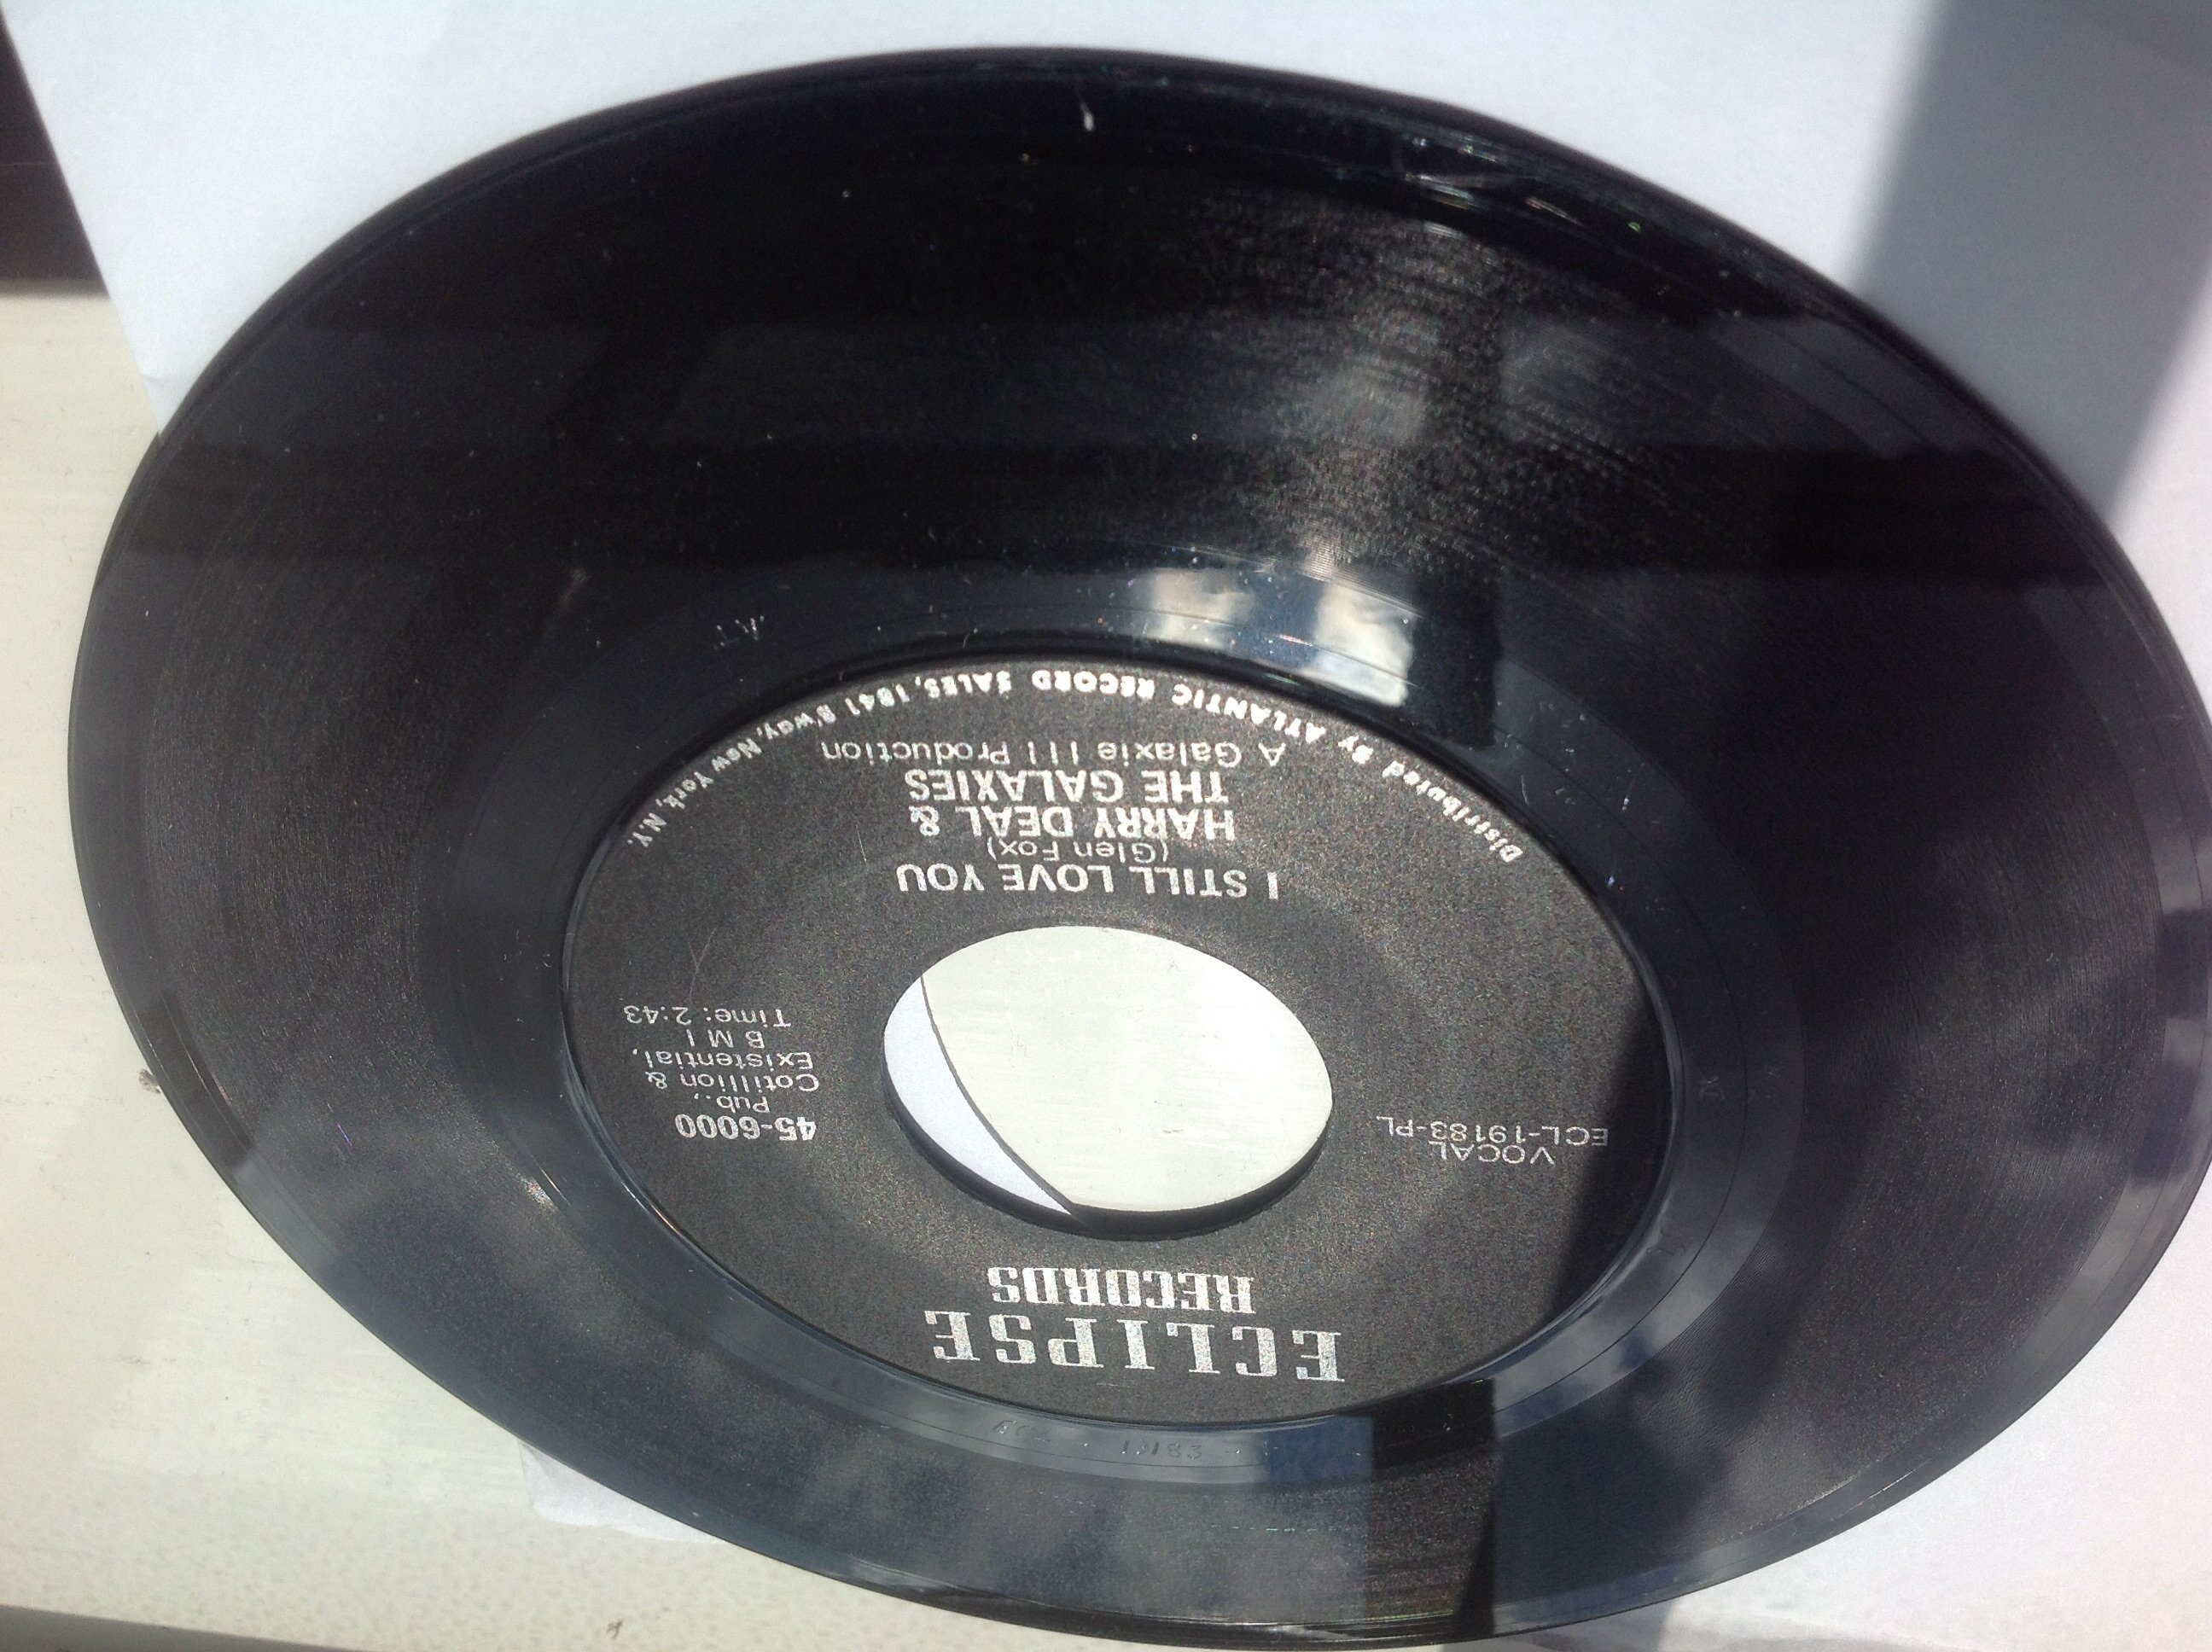 ECLIPSE
RECORDS
VOCAL
ECL-19183-PL
45-6000
Pub.,
Cotillion &
Existential,
B M I
Time: 2:43
I STILL LOVE YOU
(Glen Fox)
HARRY DEAL &
THE GALAXIES
A Galaxie III Production
Distributed By ATLANTIC RECORD SALES, 1841 B'way, New York, N.Y.
AT